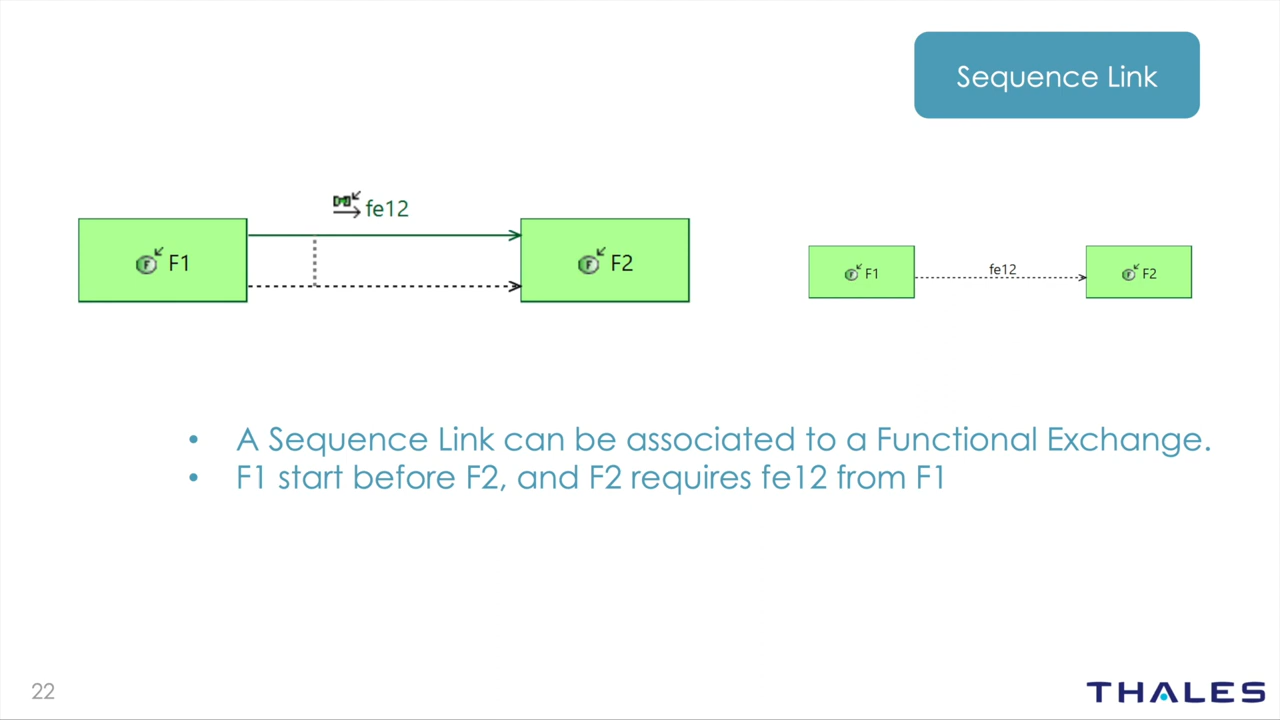 Sequence Link
fe12
F1
F2
fe12
F1
F2
• A Sequence Link can be associated to a Functional Exchange.
• F1 start before F2, and F2 requires fe12 from F1
22
THALES